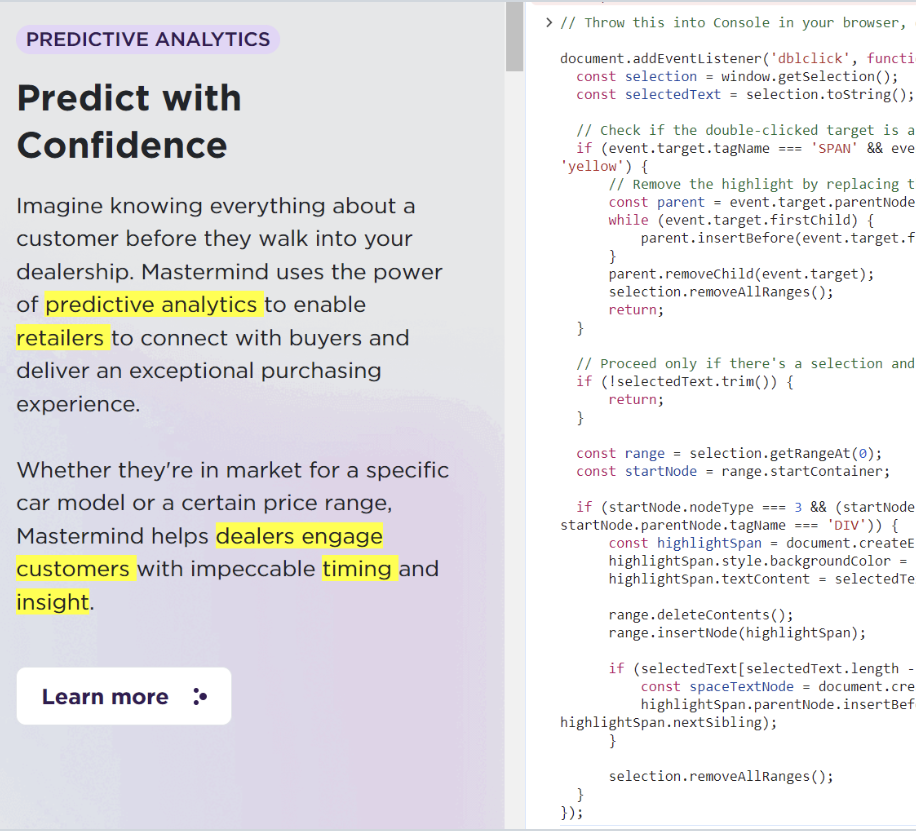 PREDICTIVE ANALYTICS
Predict with
Confidence
Imagine knowing everything about a
customer before they walk into your
dealership. Mastermind uses the power
of predictive analytics to enable
retailers to connect with buyers and
deliver an exceptional purchasing
experience.
Whether they're in market for a specific
car model or a certain price range,
Mastermind helps dealers engage
customers with impeccable timing and
insight.
Learn more
> // Throw this into Console in your browser,
document.addEventListener('dblclick', functi
const selection = window.getSelection();
const selectedText = selection.toString();
// Check if the double-clicked target is a
if (event.target.tagName === 'SPAN' && eve
'yellow') {
// Remove the highlight by replacing t
const parent = event.target.parentNode
while (event.target.firstChild) {
parent.insertBefore(event.target.f
}
parent.removeChild(event.target);
selection.removeAllRanges();
return;
}
// Proceed only if there's a selection and
if (!selectedText.trim()) {
return;
}
const range = selection.getRangeAt(0);
const startNode = range.startContainer;
if (startNode.nodeType === 3 && (startNode
startNode.parentNode.tagName === 'DIV')) {
const highlightSpan = document.createE
highlightSpan.style.backgroundColor =
highlightSpan.textContent = selectedTe
range.deleteContents();
range.insertNode(highlightSpan);
if (selectedText[selectedText.length -
const spaceTextNode = document.cre
highlightSpan.parentNode.insertBef
highlightSpan.nextSibling);
}
selection.removeAllRanges();
}
});